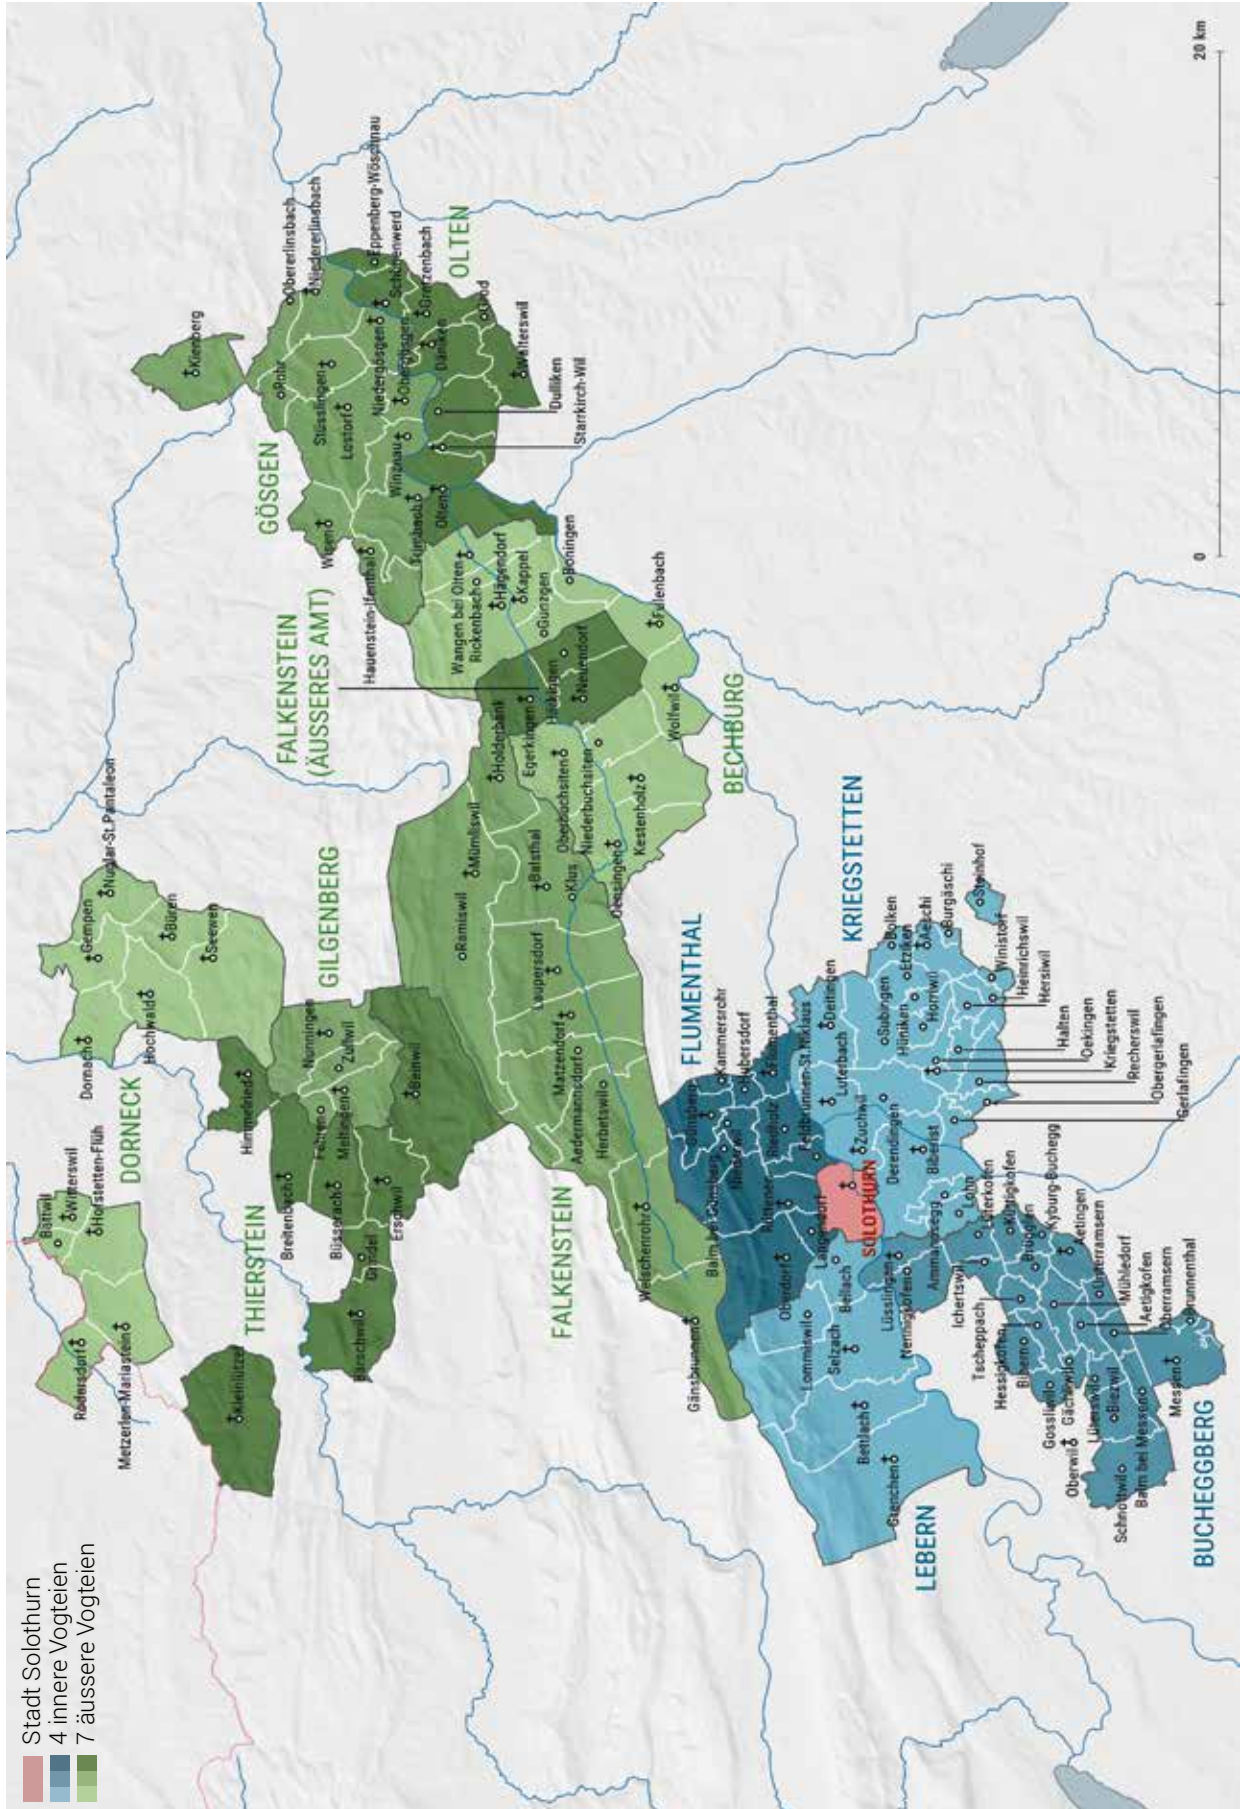 Stadt Solothurn
4 innere Vogteien
7 äussere Vogteien
Rodersdorf
Metzerlen-Mariastein
Bättwil
Witterswil
Hofstetten-Flüh
DORNECK
Dornach
Gempen
Nuglar-St.Pantaleon
Hochwald
Büren
Seewen
Kleinlützel
THIERSTEIN
Himmelried
Breitenbach
Büsserach
Fehren
Meltingen
Zullwil
Nunningen
GILGENBERG
Bärschwil
Grindel
Erschwil
Beinwil
FALKENSTEIN
(ÄUSSERES AMT)
GÖSGEN
Kienberg
Rohr
Obererlinsbach
Niedererlinsbach
Stüsslingen
Lostorf
Wisen
Hauenstein-Ifenthal
Trimbach
Winznau
Niedergösgen
Obergösgen
Eppenberg-Wöschnau
Schönenwerd
Gretzenbach
Däniken
OLTEN
Olten
Grod
Walterswil
Dulliken
Starrkirch-Wil
Wangen bei Olten
Rickenbach
Hägendorf
Kappel
Gunzgen
Boningen
Fulenbach
Härkingen
Neuendorf
Egerkingen
Holderbank
Oberbuchsiten
Niederbuchsiten
Wolfwil
Kestenholz
Oensingen
BECHBURG
Mümliswil
Ramiswil
Balsthal
Klus
Laupersdorf
Matzendorf
Aedermannsdorf
Herbetswil
Welschenrohr
Gänsbrunnen
FALKENSTEIN
FLUMENTHAL
Kammersrohr
Hubersdorf
Flumenthal
Günsberg
Niederwil
Balm bei Günsberg
Riedholz
Feldbrunnen-St.Niklaus
Rüttenen
Oberdorf
Langendorf
SOLOTHURN
Bellach
Lommiswil
Selzach
Bettlach
Grenchen
LEBERN
KRIEGSTETTEN
Deitingen
Luterbach
Zuchwil
Derendingen
Biberist
Subingen
Hüniken
Horriwil
Etziken
Bolken
Aeschi
Burgäschi
Steinhof
Winistorf
Heinrichswil
Hersiwil
Halten
Oekingen
Kriegstetten
Recherswil
Obergerlafingen
Gerlafingen
Ammannsegg
Lohn
Lüsslingen
Nennigkofen
Ichertswil
Lüterkofen
Küttigkofen
Kyburg-Buchegg
Brügglen
Aetingen
Unterramsern
Mühledorf
Aetigkofen
Oberramsern
Brunnenthal
Tscheppach
Hessigkofen
Bibern
Gossliwil
Gächliwil
Oberwil
Lüterswil
Biezwil
Schnottwil
Balm bei Messen
Messen
BUCHEGGBERG
0
20 km